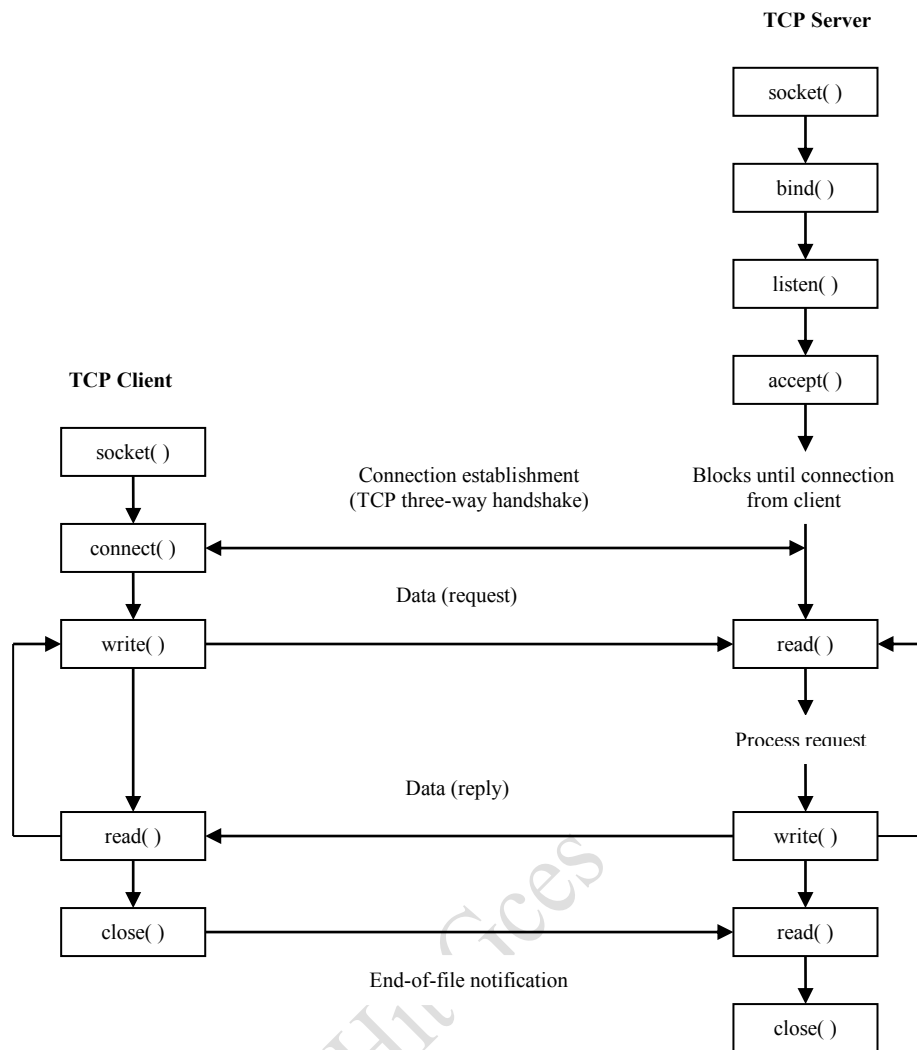 TCP Server
socket( )
bind( )
listen( )
accept( )
TCP Client
socket( )
Connection establishment
(TCP three-way handshake)
Blocks until connection
from client
connect( )
Data (request)
write( )
read( )
Process request
Data (reply)
read( )
write( )
close( )
read( )
End-of-file notification
close( )